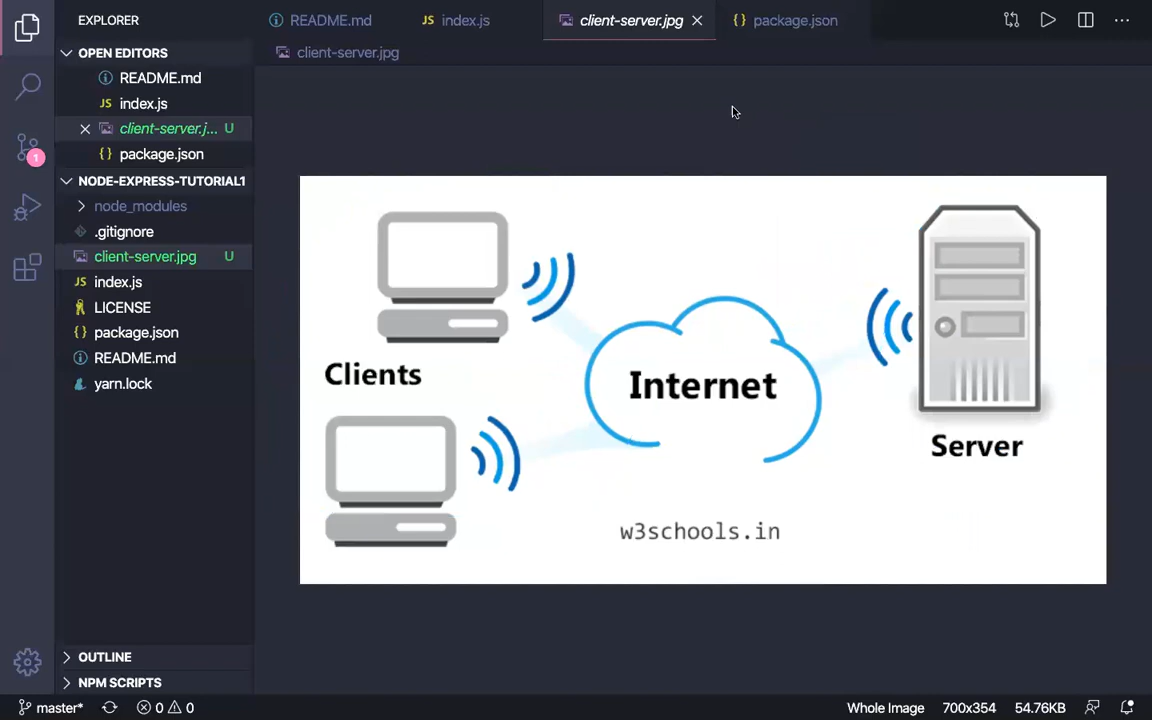 EXPLORER
README.md
JS index.js
client-server.jpg
{} package.json
client-server.jpg
OPEN EDITORS
README.md
JS index.js
client-server.j... U
{} package.json
NODE-EXPRESS-TUTORIAL1
node_modules
.gitignore
client-server.jpg U
JS index.js
LICENSE
{} package.json
README.md
yarn.lock
1
Clients
Internet
Server
w3schools.in
OUTLINE
NPM SCRIPTS
master*
0
0
Whole Image
700x354
54.76KB